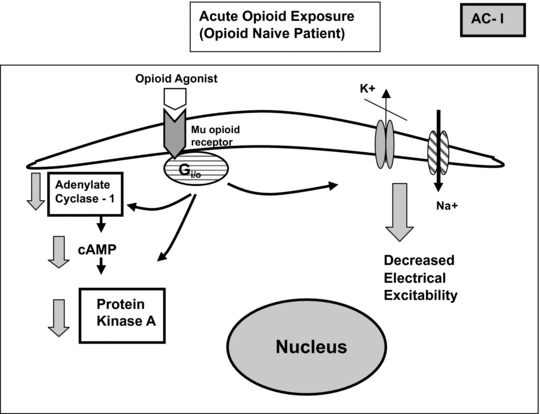 Acute Opioid Exposure
(Opioid Naive Patient)
AC- I
Opioid Agonist
K+
Mu opioid
receptor
Gi/o
Adenylate
Cyclase - 1
Na+
cAMP
Decreased
Electrical
Excitability
Protein
Kinase A
Nucleus